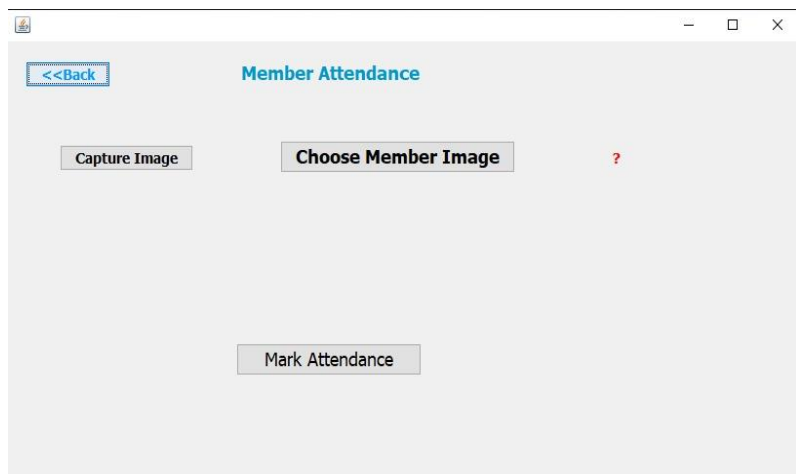 <<Back
Member Attendance
Capture Image
Choose Member Image
?
Mark Attendance